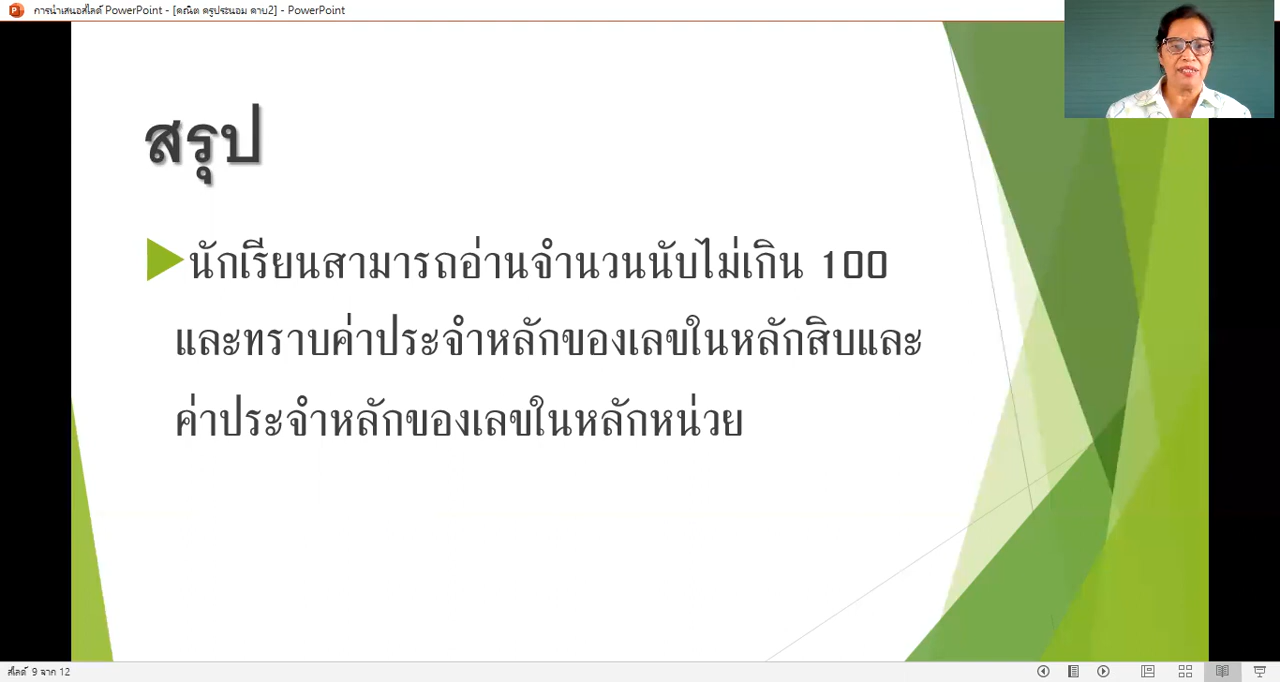 การนำเสนอสไลด์ PowerPoint - [คณิต ครูประนอม คาบ2] - PowerPoint
สรุป
นักเรียนสามารถอ่านจำนวนนับไม่เกิน 100
และทราบค่าประจำหลักของเลขในหลักสิบและ
ค่าประจำหลักของเลขในหลักหน่วย
สไลด์ 9 จาก 12